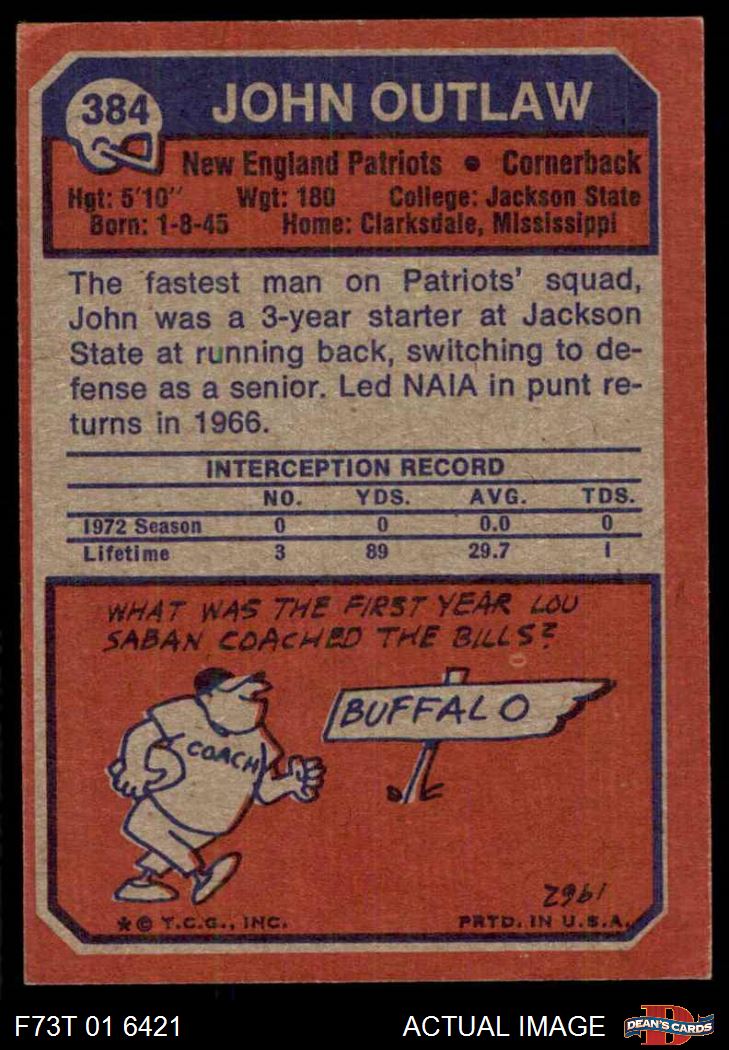 384
JOHN OUTLAW
New England Patriots • Cornerback
Hgt: 5'10" Wgt: 180 College: Jackson State
Born: 1-8-45 Home: Clarksdale, Mississippi
The fastest man on Patriots' squad,
John was a 3-year starter at Jackson
State at running back, switching to de-
fense as a senior. Led NAIA in punt re-
turns in 1966.
INTERCEPTION RECORD
NO. YDS. AVG. TDS.
1972 Season 0 0 0.0 0
Lifetime 3 89 29.7 1
WHAT WAS THE FIRST YEAR LOU
SABAN COACHED THE BILLS?
BUFFALO
COACH
1962
*© T.C.G., INC. PRTD. IN U.S.A.
F73T 01 6421 ACTUAL IMAGE
D
DEAN'S CARDS